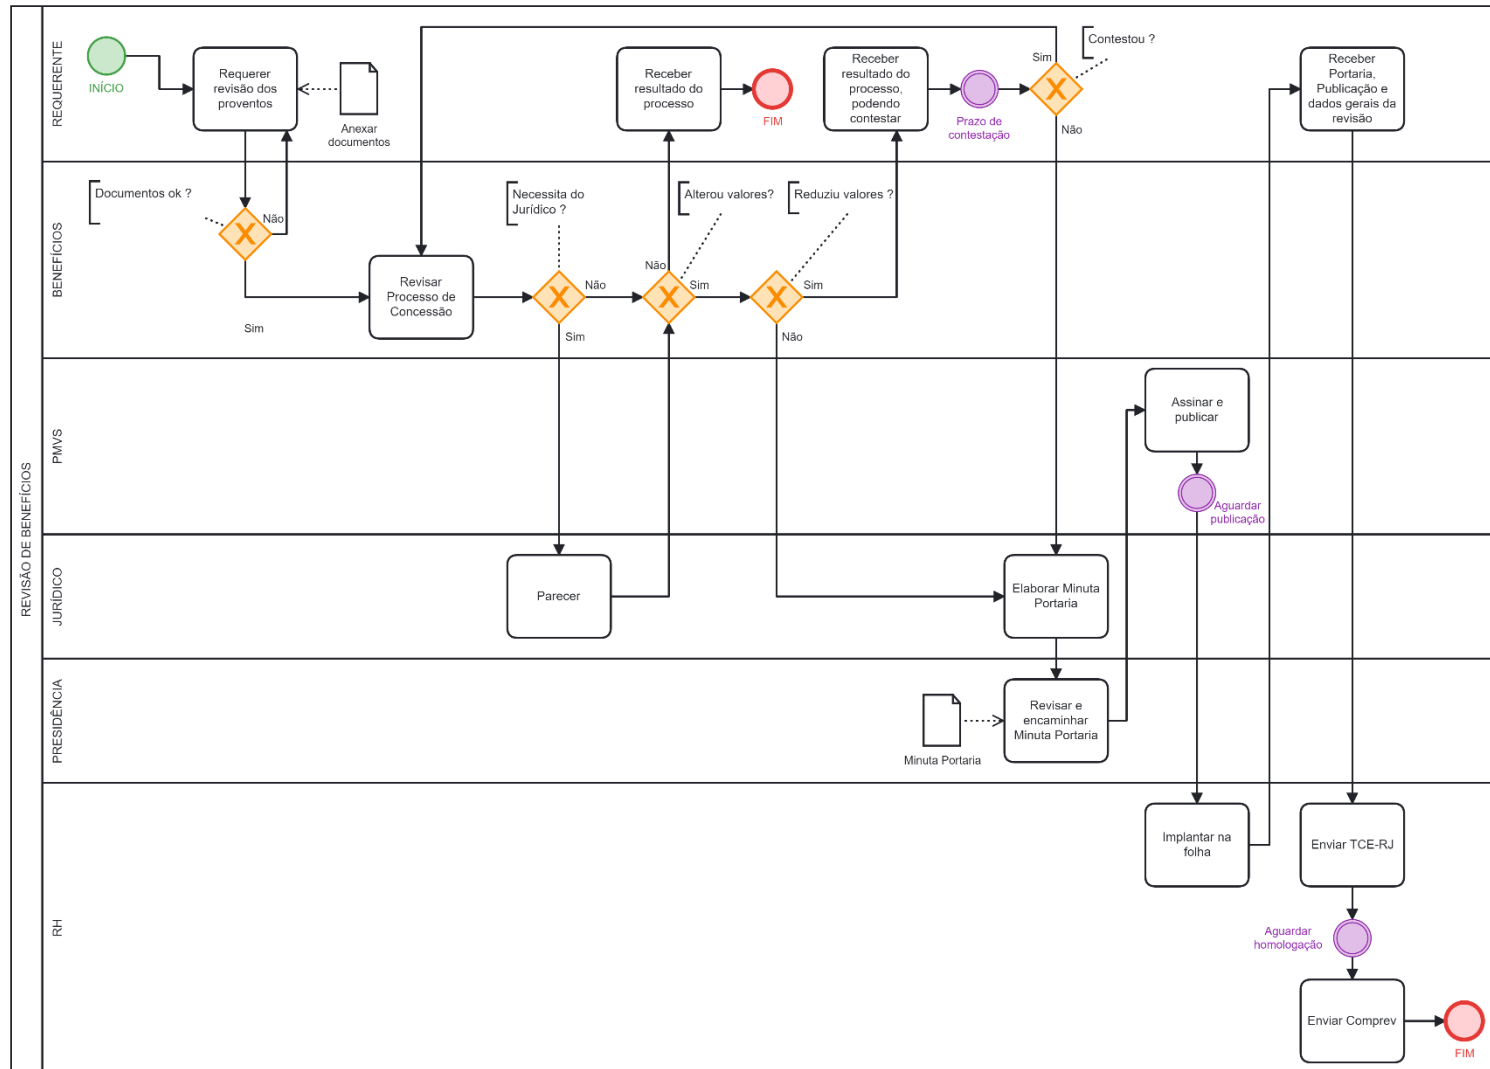 REVISÃO DE BENEFÍCIOS
REQUERENTE
INÍCIO
Requerer
revisão dos
proventos
Anexar
documentos
Receber
resultado do
processo
FIM
Receber
resultado do
processo,
podendo
contestar
Prazo de
contestação
Sim
Contestou ?
Não
Receber
Portaria,
Publicação e
dados gerais da
revisão
BENEFÍCIOS
Documentos ok ?
Não
Sim
Revisar
Processo de
Concessão
Necessita do
Jurídico ?
Não
Sim
Alterou valores?
Não
Sim
Reduziu valores ?
Sim
Não
PMVS
Assinar e
publicar
Aguardar
publicação
JURÍDICO
Parecer
Elaborar Minuta
Portaria
PRESIDÊNCIA
Minuta Portaria
Revisar e
encaminhar
Minuta Portaria
RH
Implantar na
folha
Enviar TCE-RJ
Aguardar
homologação
Enviar Comprev
FIM